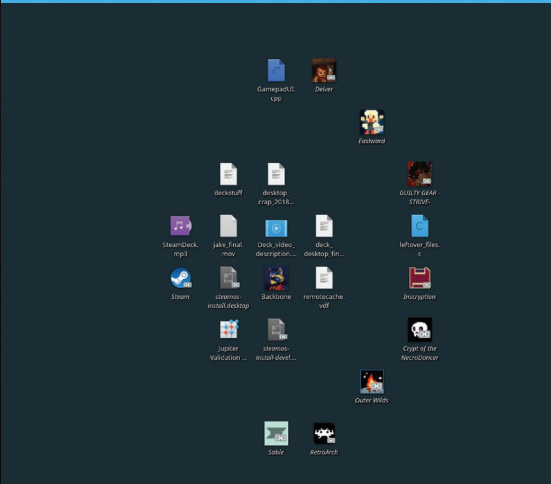 GamepadUI.
cpp
Deiver
Eastward
deckstuff
desktop_
crap_2018...
GUILTY GEAR -
STRIVE-
SteamDeck.
mp3
jake_final.
mov
Deck_video_
description....
deck_
desktop_fin...
leftover_files.
c
Steam
steamos-
install.desktop
Backbone
remotecache.
vdf
Inscryption
Jupiter
Validation ...
steamos-
install-devel...
Crypt of the
NecroDancer
Outer Wilds
Sable
RetroArch